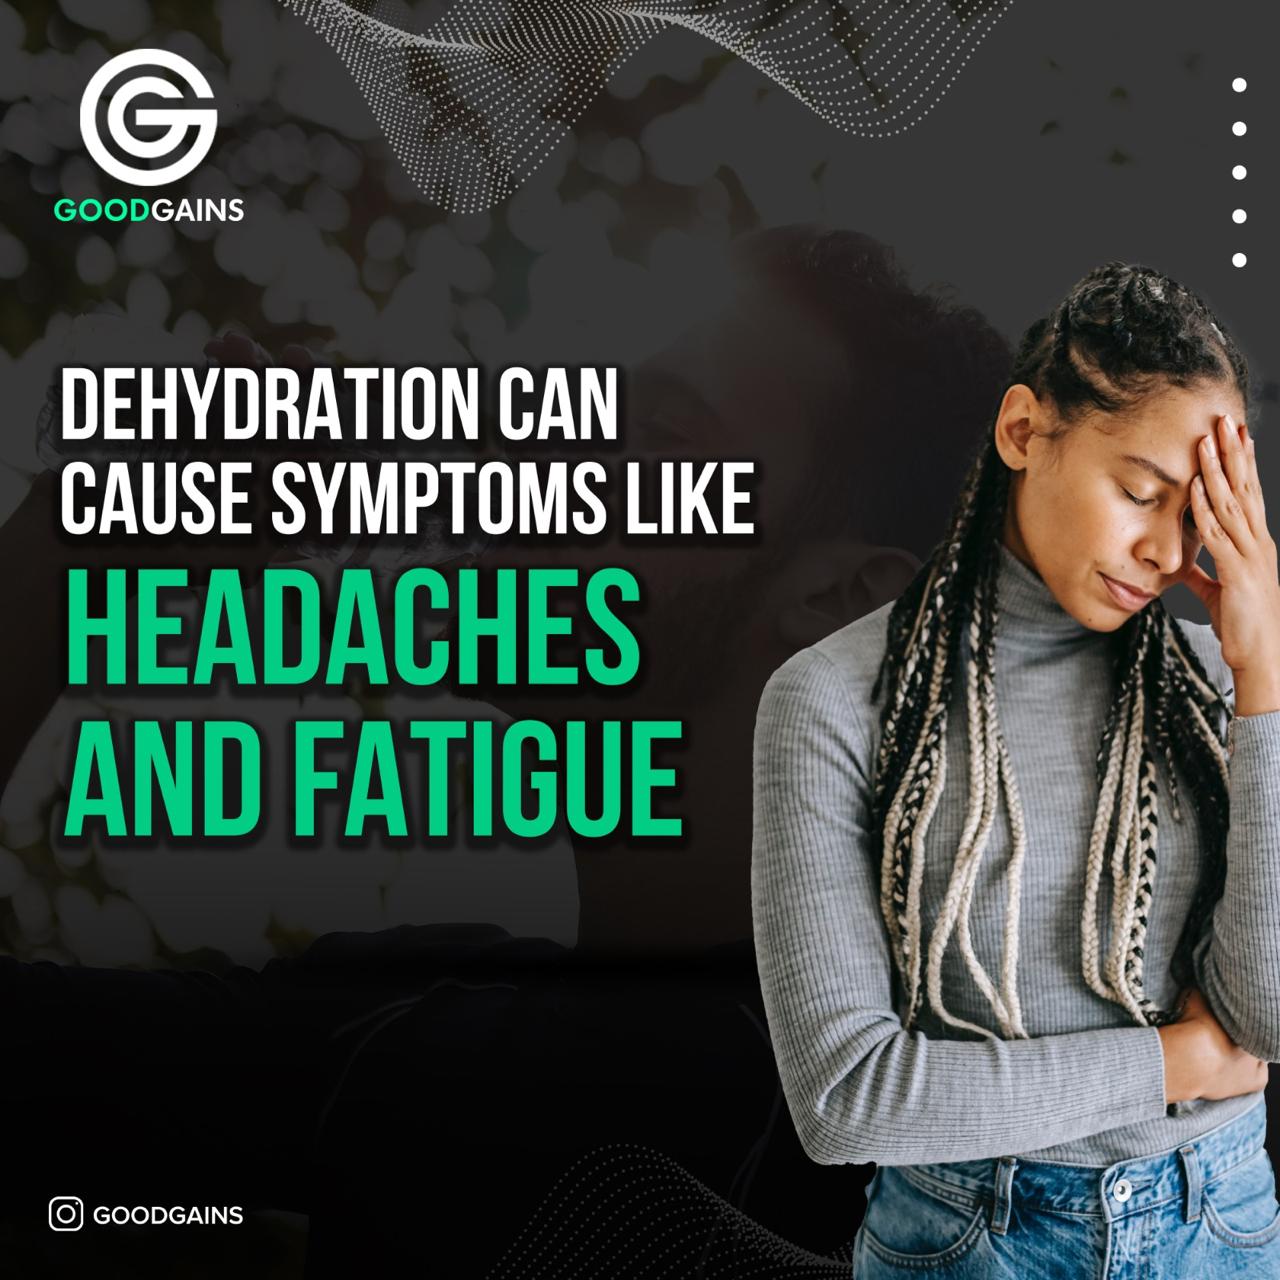 GOODGAINS
DEHYDRATION CAN
CAUSE SYMPTOMS LIKE
HEADACHES
AND FATIGUE
GOODGAINS